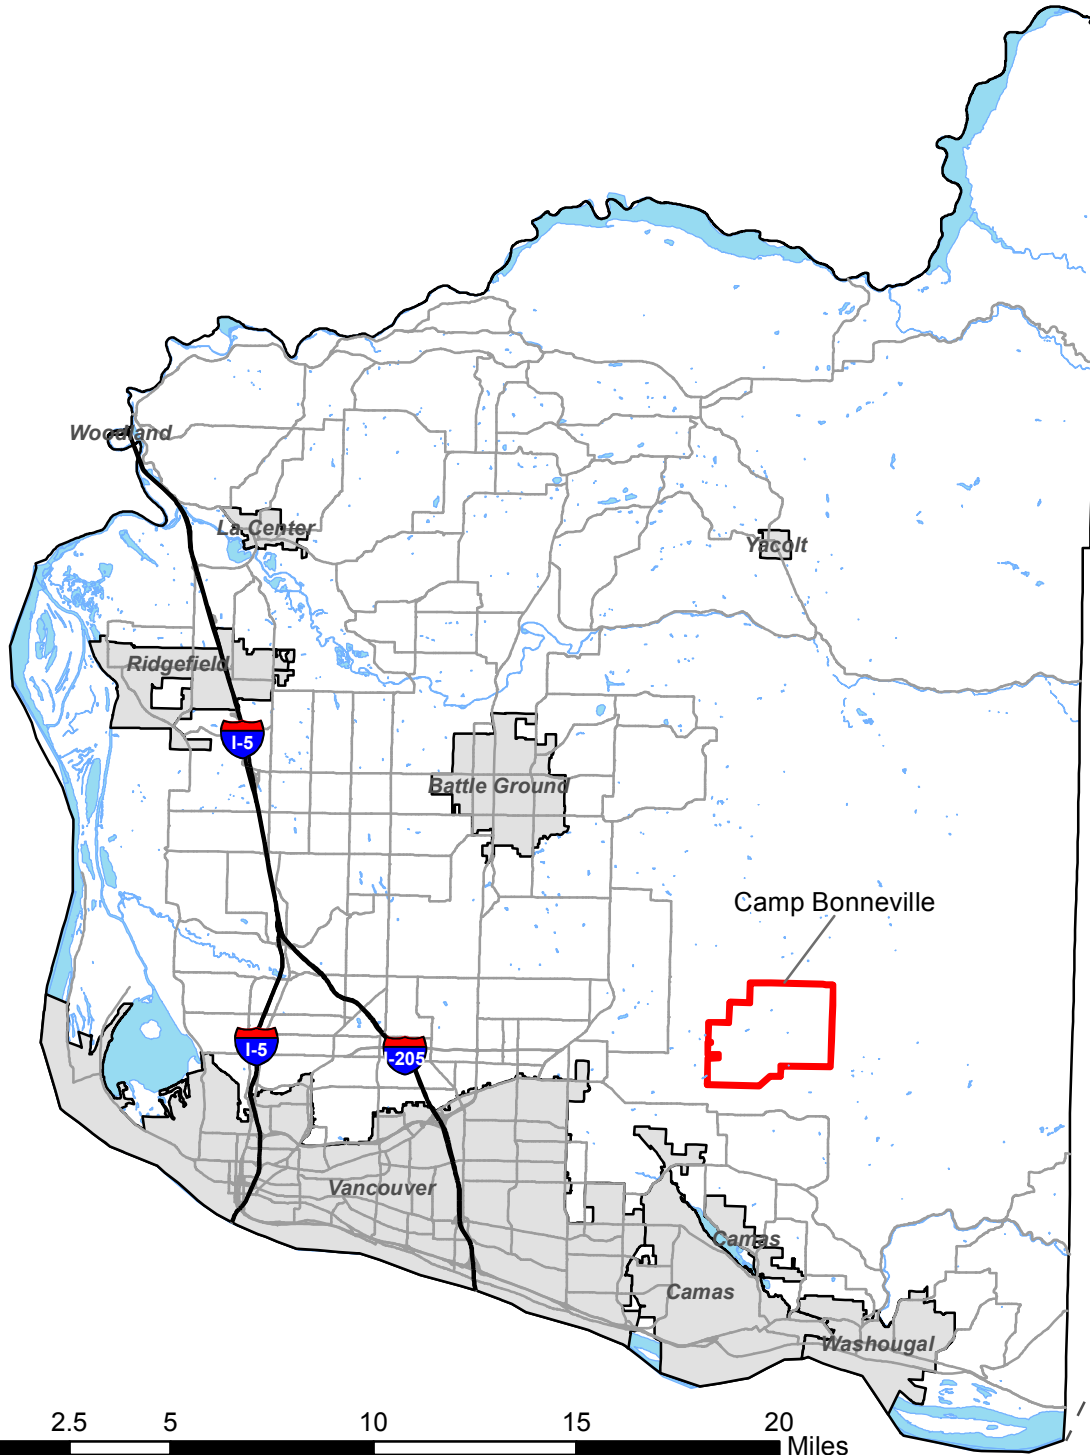 Woodland
La Center
Yacolt
Ridgefield
I-5
Battle Ground
Camp Bonneville
I-5
-205
Vancouver
Camas
Camas
Washougal
2.5 5 10 15 20
Miles